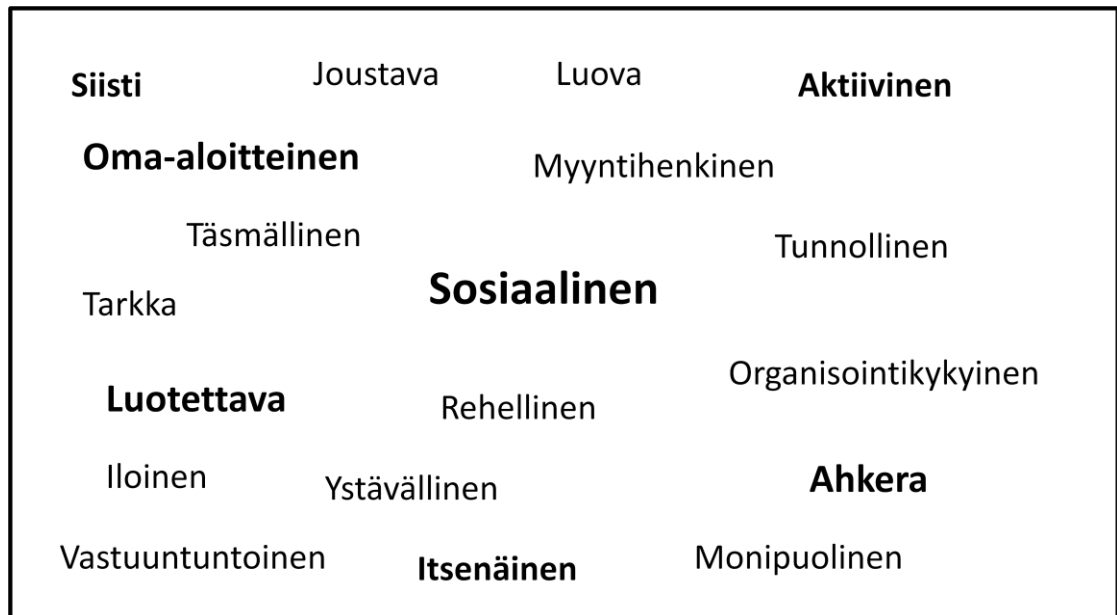 Siisti
Joustava
Luova
Aktiivinen
Oma-aloitteinen
Myyntihenkinen
Täsmällinen
Tunnollinen
Sosiaalinen
Tarkka
Organisointikykyinen
Luotettava
Rehellinen
Iloinen
Ystävällinen
Ahkera
Vastuuntuntoinen
Itsenäinen
Monipuolinen